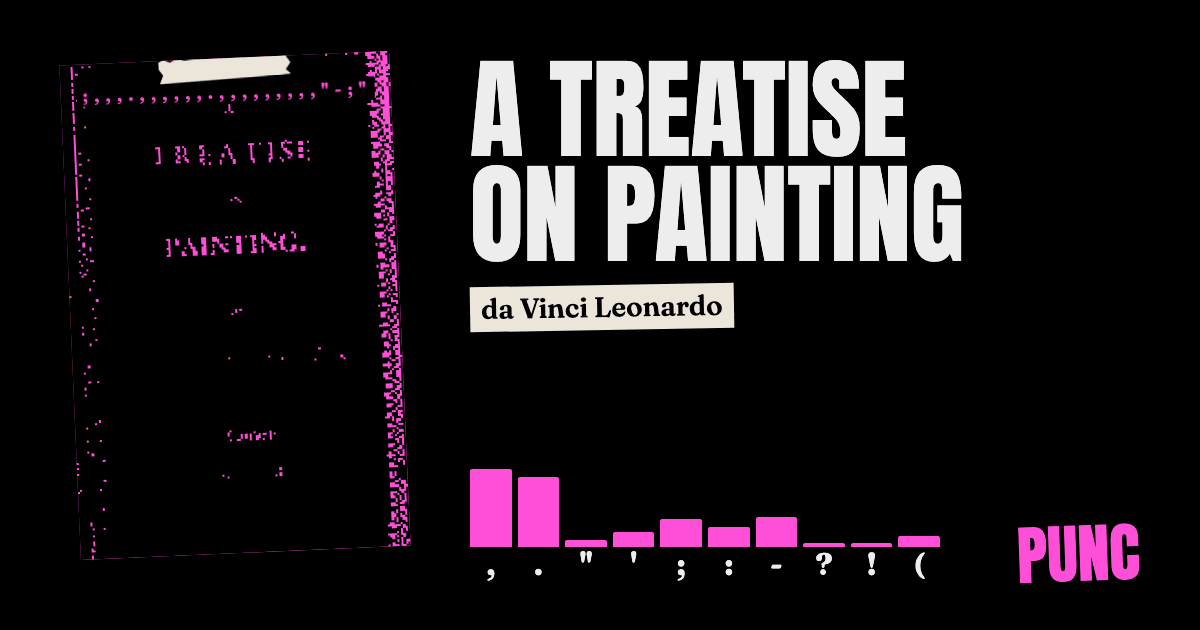 ,,,.,,,,,.,,,,,,,,"-;"
A
TREATISE
PAINTING.
A TREATISE
ON PAINTING
da Vinci Leonardo
, . " ' ; : - ? ! (
PUNC